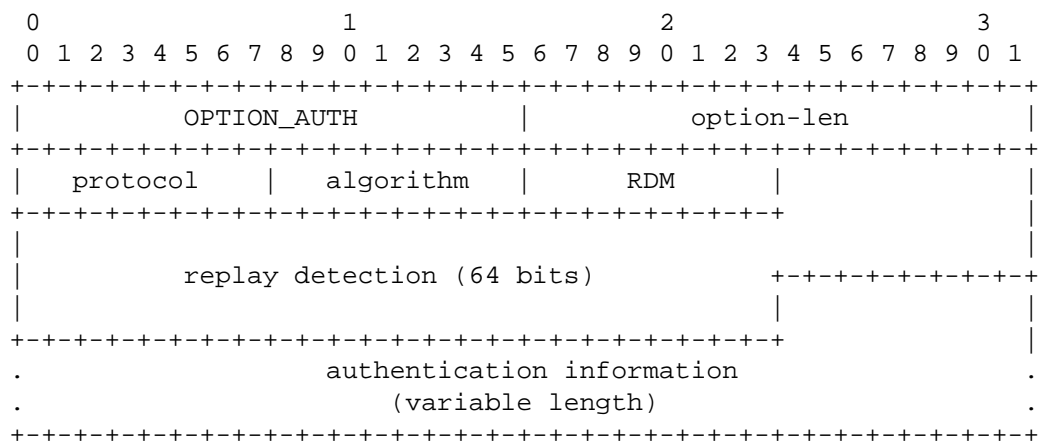 0                   1                   2                   3
 0 1 2 3 4 5 6 7 8 9 0 1 2 3 4 5 6 7 8 9 0 1 2 3 4 5 6 7 8 9 0 1
+-+-+-+-+-+-+-+-+-+-+-+-+-+-+-+-+-+-+-+-+-+-+-+-+-+-+-+-+-+-+-+-+
|          OPTION_AUTH          |          option-len           |
+-+-+-+-+-+-+-+-+-+-+-+-+-+-+-+-+-+-+-+-+-+-+-+-+-+-+-+-+-+-+-+-+
|   protocol    |   algorithm   |      RDM      |               |
+-+-+-+-+-+-+-+-+-+-+-+-+-+-+-+-+-+-+-+-+-+-+-+-+               |
|                                                               |
|          replay detection (64 bits)           +-+-+-+-+-+-+-+-+
|                                               |               |
+-+-+-+-+-+-+-+-+-+-+-+-+-+-+-+-+-+-+-+-+-+-+-+-+               |
.                   authentication information                  .
.                       (variable length)                       .
+-+-+-+-+-+-+-+-+-+-+-+-+-+-+-+-+-+-+-+-+-+-+-+-+-+-+-+-+-+-+-+-+